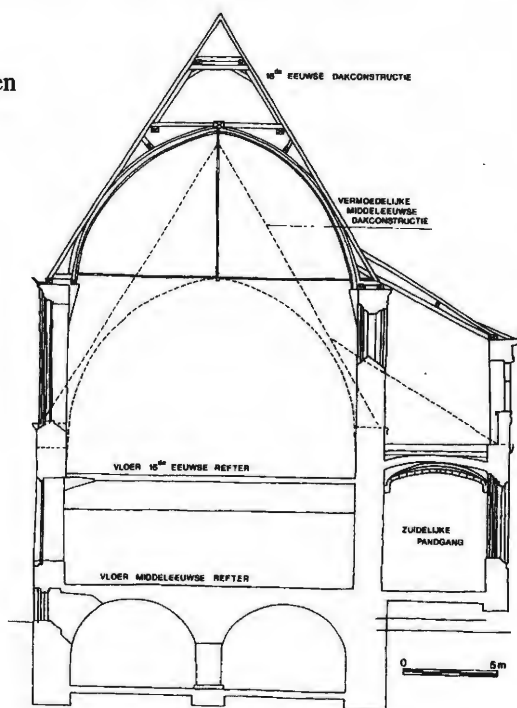 en
16de EEUWSE DAKCONSTRUCTIE
VERMOEDELIJKE
MIDDELEEUWSE
DAKCONSTRUCTIE
VLOER 16de EEUWSE REFTER
ZUIDELIJKE
PANDGANG
VLOER MIDDELEEUWSE REFTER
0 5m